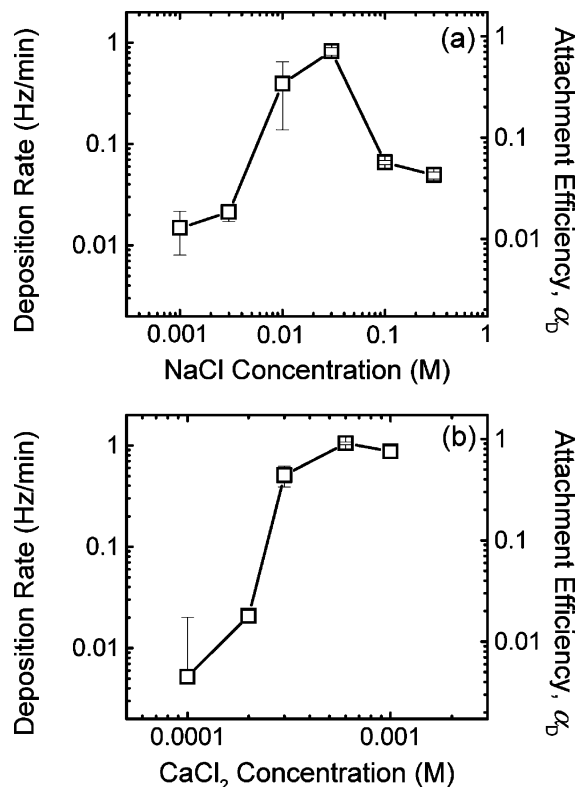 (a)
Deposition Rate (Hz/min)
1
0.1
0.01
Attachment Efficiency, α_D
1
0.1
0.01
0.001 0.01 0.1 1
NaCl Concentration (M)
(b)
Deposition Rate (Hz/min)
1
0.1
0.01
Attachment Efficiency, α_D
1
0.1
0.01
0.0001 0.001
CaCl₂ Concentration (M)